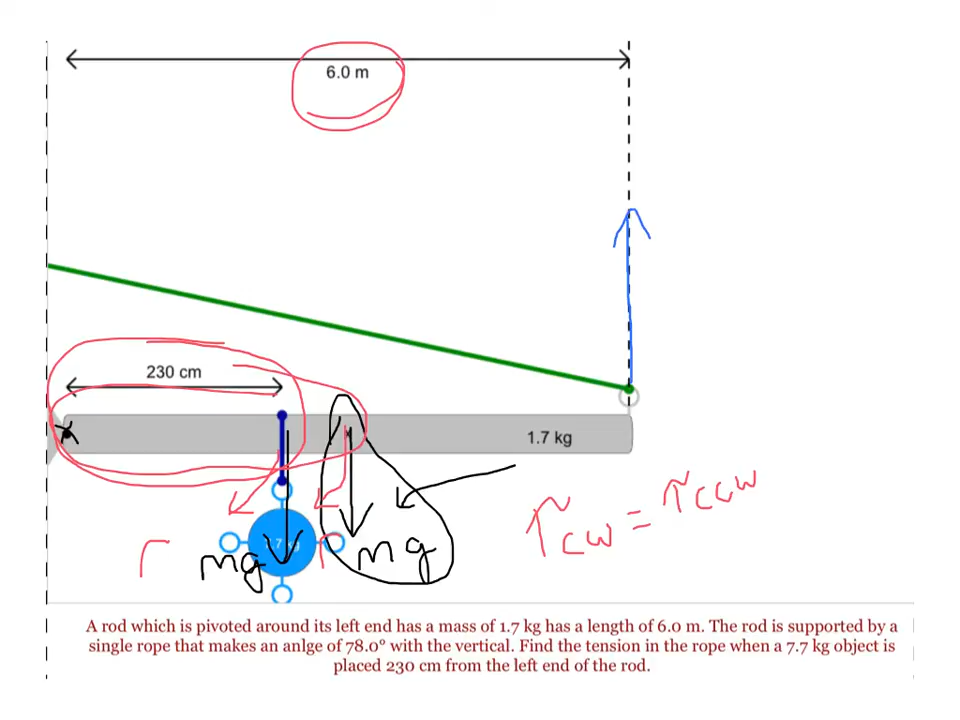 6.0 m
230 cm
1.7 kg
τcw = τccw
r
mg
r
mg
A rod which is pivoted around its left end has a mass of 1.7 kg has a length of 6.0 m. The rod is supported by a
single rope that makes an anlge of 78.0° with the vertical. Find the tension in the rope when a 7.7 kg object is
placed 230 cm from the left end of the rod.